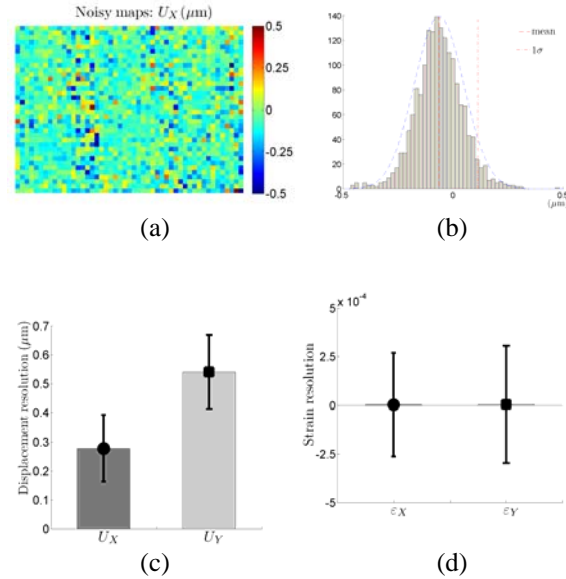 Noisy maps: U_X (μm)
0.5
0.25
0
-0.25
-0.5
(a)
140
120
100
80
60
40
20
0
-0.5
0
0.5
(μm)
mean
1σ
(b)
Displacement resolution (μm)
0.7
0.6
0.5
0.4
0.3
0.2
0.1
0
U_X
U_Y
(c)
Strain resolution
5 × 10⁻⁴
2.5
0
-2.5
-5
ε_X
ε_Y
(d)